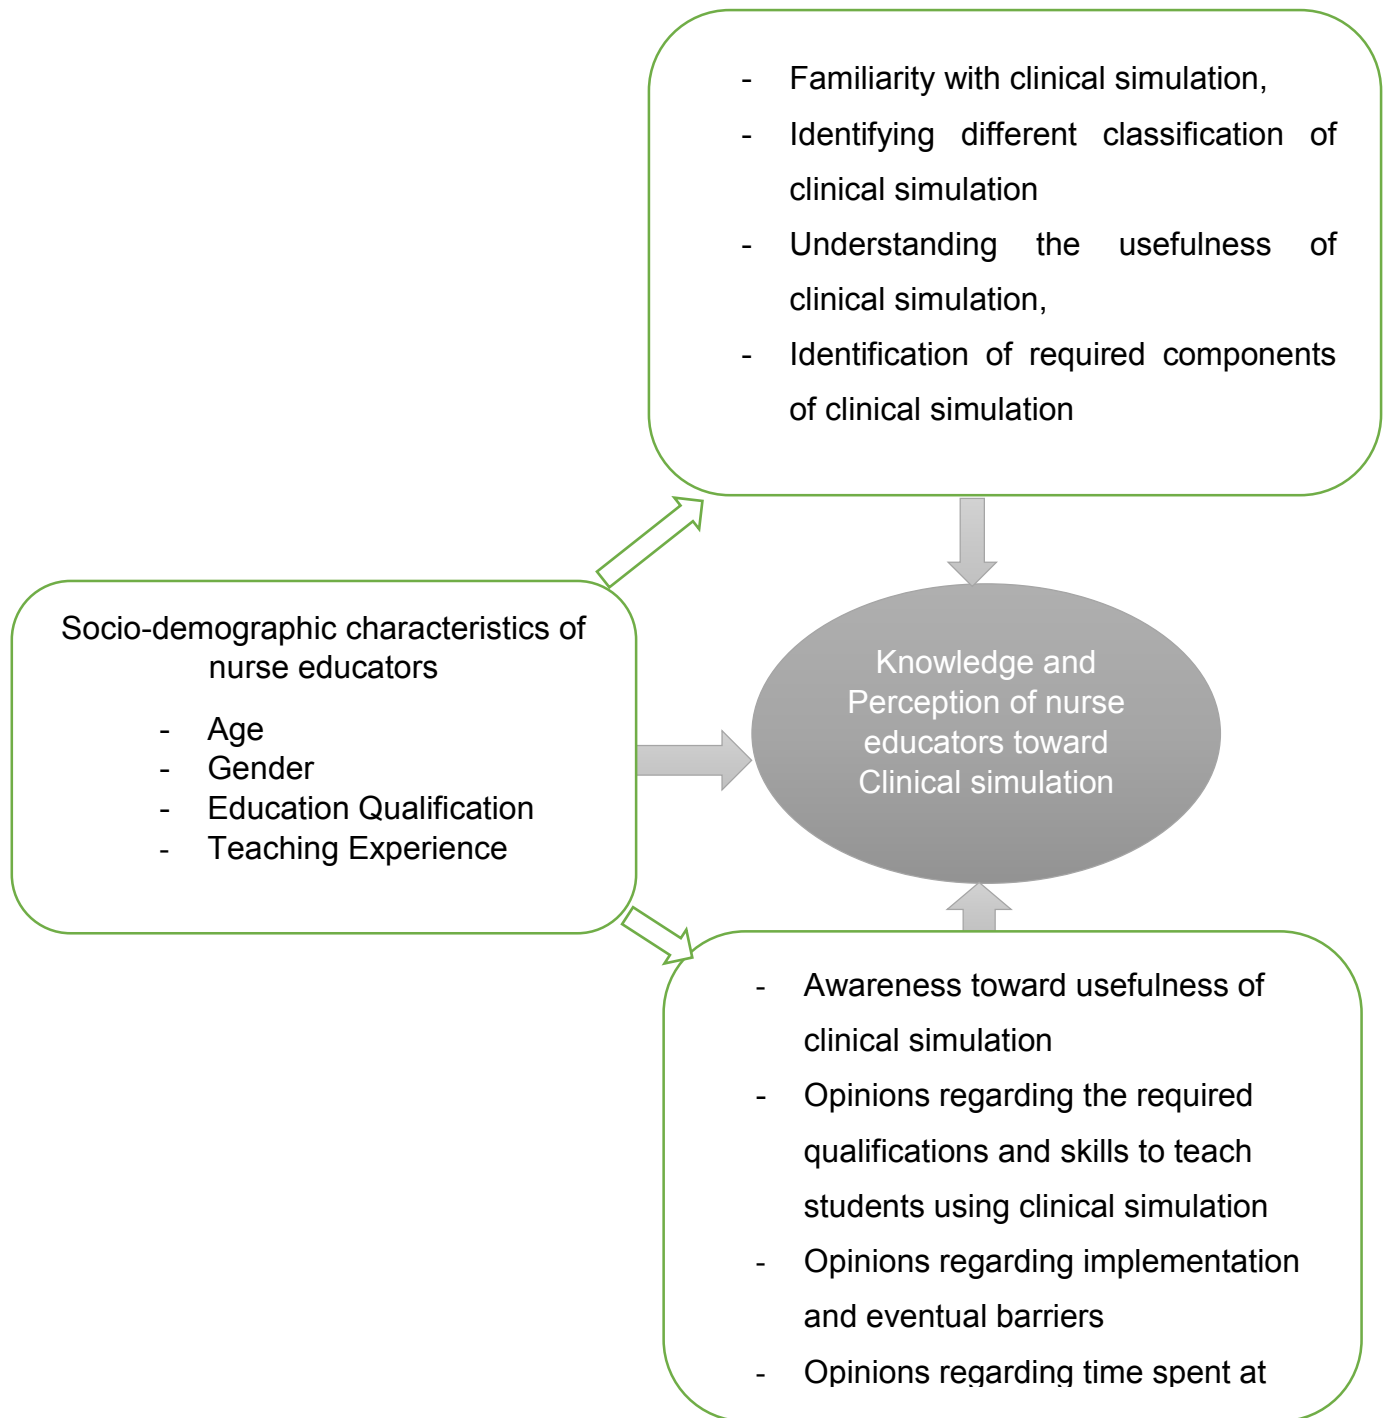 - Familiarity with clinical simulation,
- Identifying different classification of
clinical simulation
- Understanding the usefulness of
clinical simulation,
- Identification of required components
of clinical simulation
Socio-demographic characteristics of
nurse educators
- Age
- Gender
- Education Qualification
- Teaching Experience
Knowledge and
Perception of nurse
educators toward
Clinical simulation
- Awareness toward usefulness of
clinical simulation
- Opinions regarding the required
qualifications and skills to teach
students using clinical simulation
- Opinions regarding implementation
and eventual barriers
- Opinions regarding time spent at